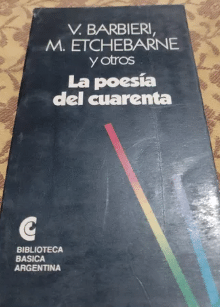 V. BARBIERI,
M. ETCHEBARNE
y otros
La poesía
del cuarenta
BIBLIOTECA
BASICA
ARGENTINA